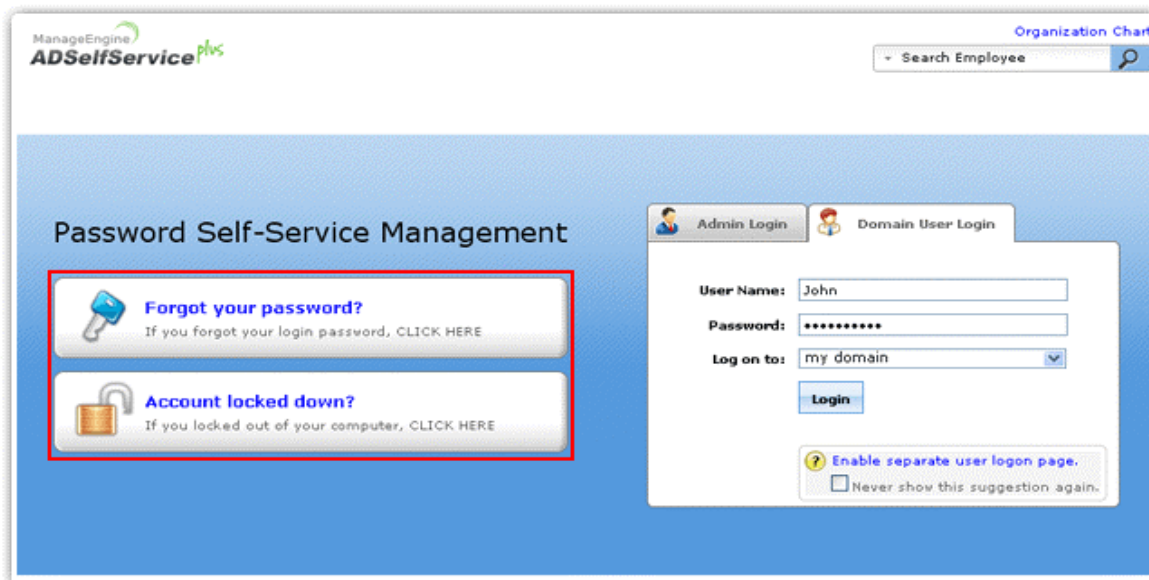 ManageEngine
ADSelfService plus
Organization Chart
Search Employee
Password Self-Service Management
Forgot your password?
If you forgot your login password, CLICK HERE
Account locked down?
If you locked out of your computer, CLICK HERE
Admin Login
Domain User Login
User Name: John
Password: ••••••••••
Log on to: my domain
Login
? Enable separate user logon page.
Never show this suggestion again.